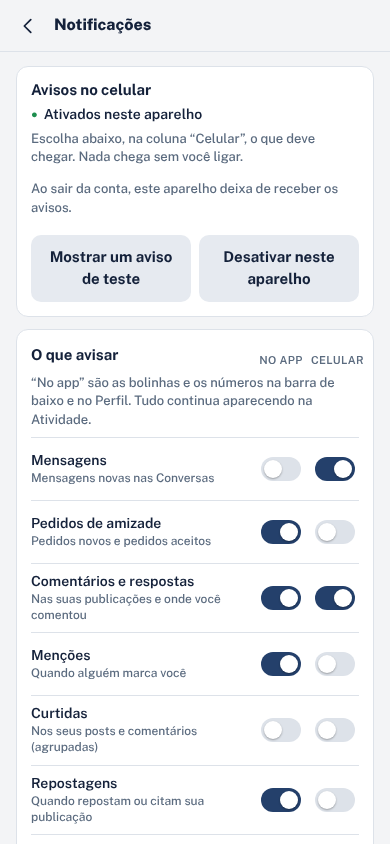 Notificações
Avisos no celular
• Ativados neste aparelho
Escolha abaixo, na coluna “Celular”, o que deve
chegar. Nada chega sem você ligar.
Ao sair da conta, este aparelho deixa de receber os
avisos.
Mostrar um aviso
de teste
Desativar neste
aparelho
O que avisar
NO APP CELULAR
“No app” são as bolinhas e os números na barra de
baixo e no Perfil. Tudo continua aparecendo na
Atividade.
Mensagens
Mensagens novas nas Conversas
Pedidos de amizade
Pedidos novos e pedidos aceitos
Comentários e respostas
Nas suas publicações e onde você
comentou
Menções
Quando alguém marca você
Curtidas
Nos seus posts e comentários
(agrupadas)
Repostagens
Quando repostam ou citam sua
publicação